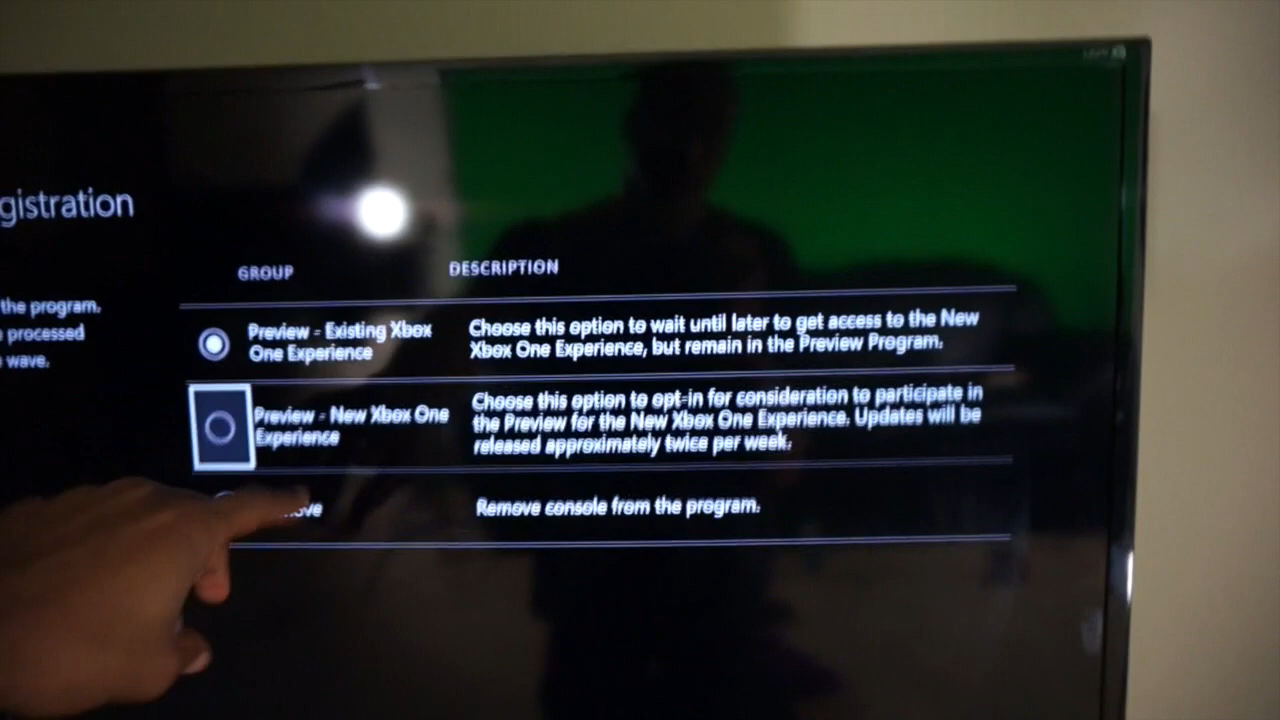 gistration
the program.
processed
wave.
GROUP DESCRIPTION
Preview - Existing Xbox
One Experience
Choose this option to wait until later to get access to the New
Xbox One Experience, but remain in the Preview Program.
Preview - New Xbox One
Experience
Choose this option to opt-in for consideration to participate in
the Preview for the New Xbox One Experience. Updates will be
released approximately twice per week.
ove
Remove console from the program.